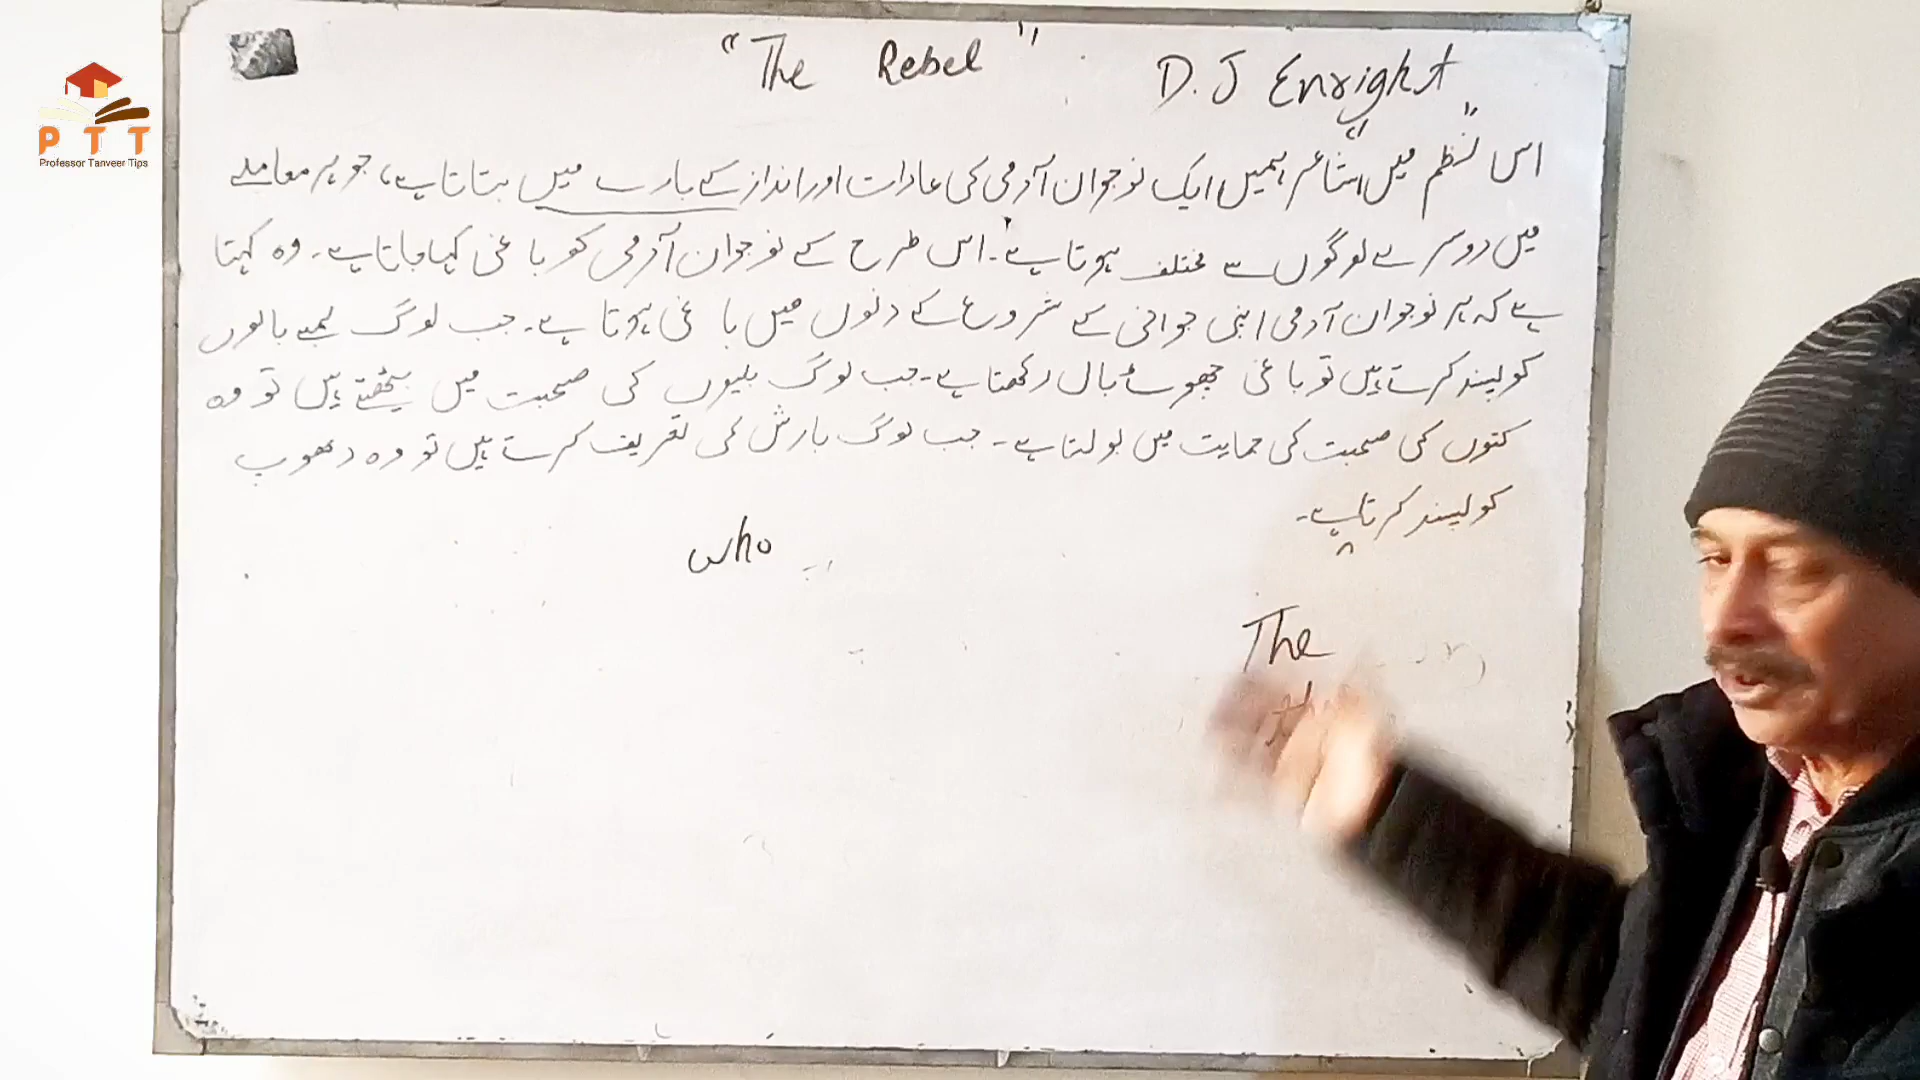 P T T
Professor Tanveer Tips
"The Rebel" D.J Enright
اس نظم میں "شاعر" ہمیں ایک نوجوان آدمی کی عادات اور انداز کے بارے میں بتاتا ہے، جو ہر معاملے
میں دوسرے لوگوں سے مختلف ہوتا ہے۔ اس طرح کے نوجوان آدمی کو باغی کہا جاتا ہے۔ وہ کہتا
ہے کہ ہر نوجوان آدمی اپنی جوانی کے شروع کے دنوں میں باغی ہوتا ہے۔ جب لوگ لمبے بالوں
کو پسند کرتے ہیں تو باغی چھوٹے بال رکھتا ہے۔ جب لوگ بلیوں کی صحبت میں بیٹھتے ہیں تو وہ
کتوں کی صحبت کی حمایت میں بولتا ہے۔ جب لوگ بارش کی تعریف کرتے ہیں تو وہ دھوپ
کو پسند کرتا ہے۔
who
The